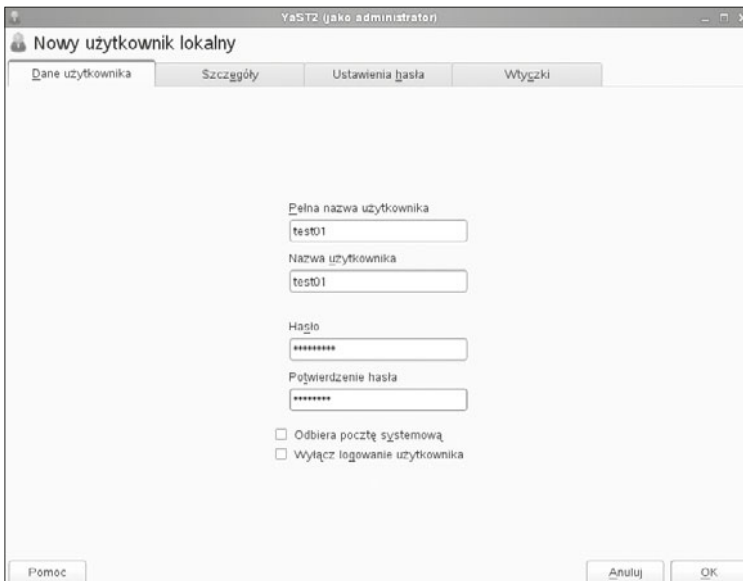 YaST2 (jako administrator)
Nowy użytkownik lokalny
Dane użytkownika
Szczegóły
Ustawienia hasła
Wtyczki
Pełna nazwa użytkownika
test01
Nazwa użytkownika
test01
Hasło
*********
Potwierdzenie hasła
********
Odbiera pocztę systemową
Wyłącz logowanie użytkownika
Pomoc
Anuluj
OK